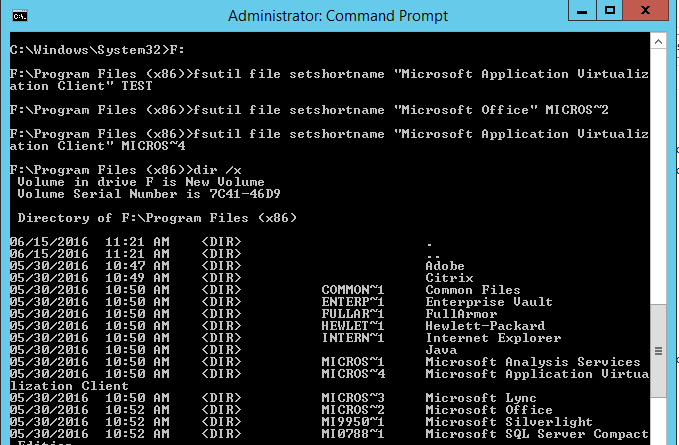 Administrator: Command Prompt
C:\Windows\System32>F:
F:\Program Files (x86)>fsutil file setshortname "Microsoft Application Virtualiz
ation Client" TEST
F:\Program Files (x86)>fsutil file setshortname "Microsoft Office" MICROS~2
F:\Program Files (x86)>fsutil file setshortname "Microsoft Application Virtualiz
ation Client" MICROS~4
F:\Program Files (x86)>dir /x
Volume in drive F is New Volume
Volume Serial Number is 7C41-46D9
Directory of F:\Program Files (x86)
06/15/2016 11:21 AM <DIR> .
06/15/2016 11:21 AM <DIR> ..
05/30/2016 10:47 AM <DIR> Adobe
05/30/2016 10:49 AM <DIR> Citrix
05/30/2016 10:50 AM <DIR> COMMON~1 Common Files
05/30/2016 10:50 AM <DIR> ENTERP~1 Enterprise Vault
05/30/2016 10:50 AM <DIR> FULLAR~1 FullArmor
05/30/2016 10:50 AM <DIR> HEWLET~1 Hewlett-Packard
05/30/2016 10:50 AM <DIR> INTERN~1 Internet Explorer
05/30/2016 10:50 AM <DIR> Java
05/30/2016 10:50 AM <DIR> MICROS~1 Microsoft Analysis Services
05/30/2016 10:50 AM <DIR> MICROS~4 Microsoft Application Virtua
lization Client
05/30/2016 10:50 AM <DIR> MICROS~3 Microsoft Lync
05/30/2016 10:52 AM <DIR> MICROS~2 Microsoft Office
05/30/2016 10:52 AM <DIR> MI9950~1 Microsoft Silverlight
05/30/2016 10:52 AM <DIR> MI0788~1 Microsoft SQL Server Compact